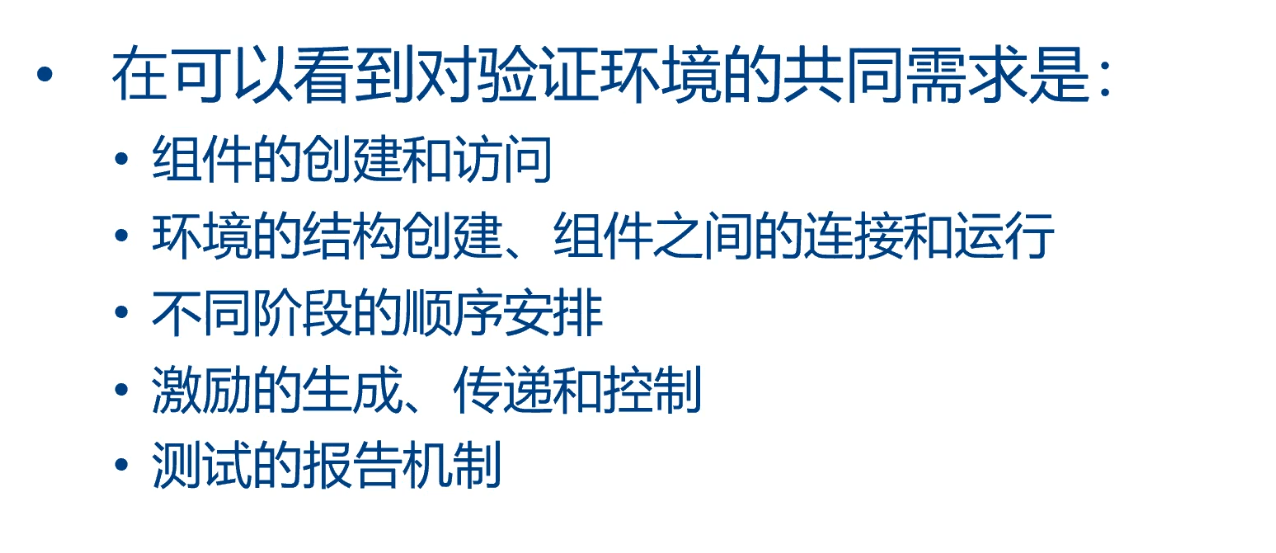 • 在可以看到对验证环境的共同需求是：
• 组件的创建和访问
• 环境的结构创建、组件之间的连接和运行
• 不同阶段的顺序安排
• 激励的生成、传递和控制
• 测试的报告机制